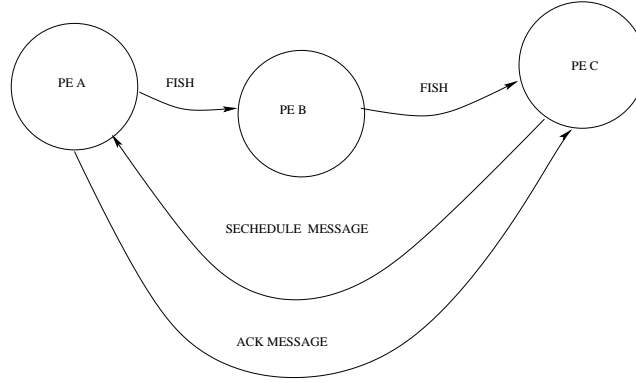 PE A
FISH
PE B
FISH
PE C
SECHEDULE MESSAGE
ACK MESSAGE